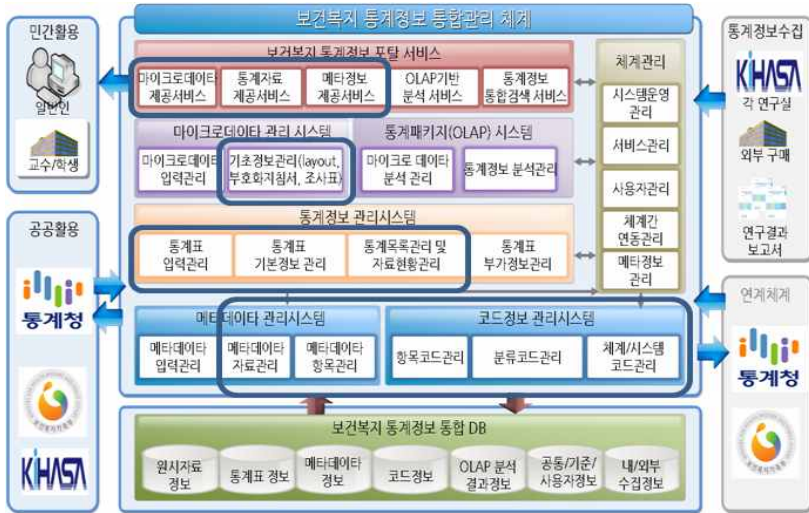 보건복지 통계정보 통합관리 체계
민간활용
일반인
교수/학생
공공활용
통계청
KiHASA
보건복지 통계정보 포탈 서비스
마이크로데이타
제공서비스
통계자료
제공서비스
메타정보
제공서비스
OLAP기반
분석 서비스
통계정보
통합검색 서비스
마이크로데이타 관리 시스템
마이크로데이타
입력관리
기초정보관리(layout,
부호화지침서, 조사표)
통계패키지(OLAP) 시스템
마이크로 데이타
분석 관리
통계정보 분석관리
통계정보 관리시스템
통계표
입력관리
통계표
기본정보 관리
통계목록관리 및
자료현황관리
통계표
부가정보관리
체계관리
시스템운영
관리
서비스관리
사용자관리
체계간
연동관리
메타정보
관리
메타데이타 관리시스템
메타데이타
입력관리
메타데이타
자료관리
메타데이타
항목관리
코드정보 관리시스템
항목코드관리
분류코드관리
체계/시스템
코드관리
보건복지 통계정보 통합 DB
원시자료
정보
통계표 정보
메타데이타
정보
코드정보
OLAP 분석
결과정보
공통/기준/
사용자정보
내/외부
수집정보
통계정보수집
KiHASA
각 연구실
외부 구매
연구결과
보고서
연계체계
통계청